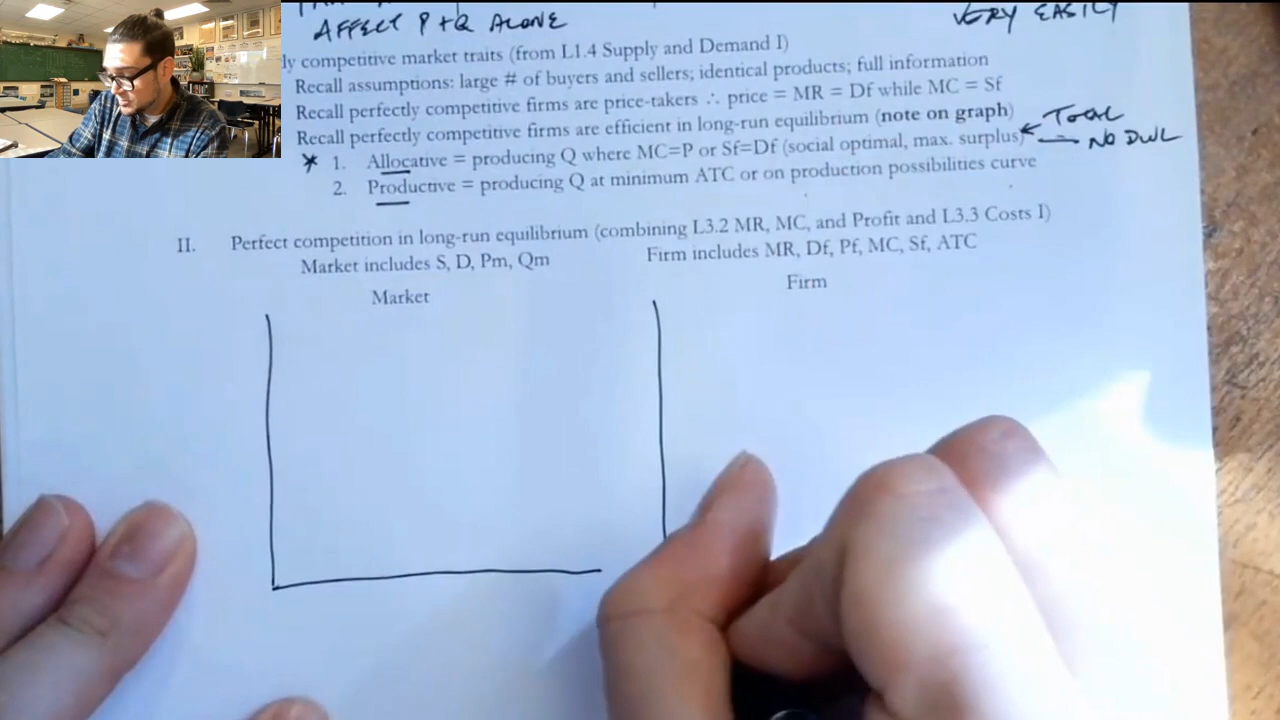 AFFECT P + Q ALONE
VERY EASILY
ly competitive market traits (from L1.4 Supply and Demand I)
Recall assumptions: large # of buyers and sellers; identical products; full information
Recall perfectly competitive firms are price-takers ∴ price = MR = Df while MC = Sf
Recall perfectly competitive firms are efficient in long-run equilibrium (note on graph)
1. Allocative = producing Q where MC=P or Sf=Df (social optimal, max. surplus)
Total
No DWL
2. Productive = producing Q at minimum ATC or on production possibilities curve
II. Perfect competition in long-run equilibrium (combining L3.2 MR, MC, and Profit and L3.3 Costs I)
Market includes S, D, Pm, Qm
Firm includes MR, Df, Pf, MC, Sf, ATC
Market
Firm